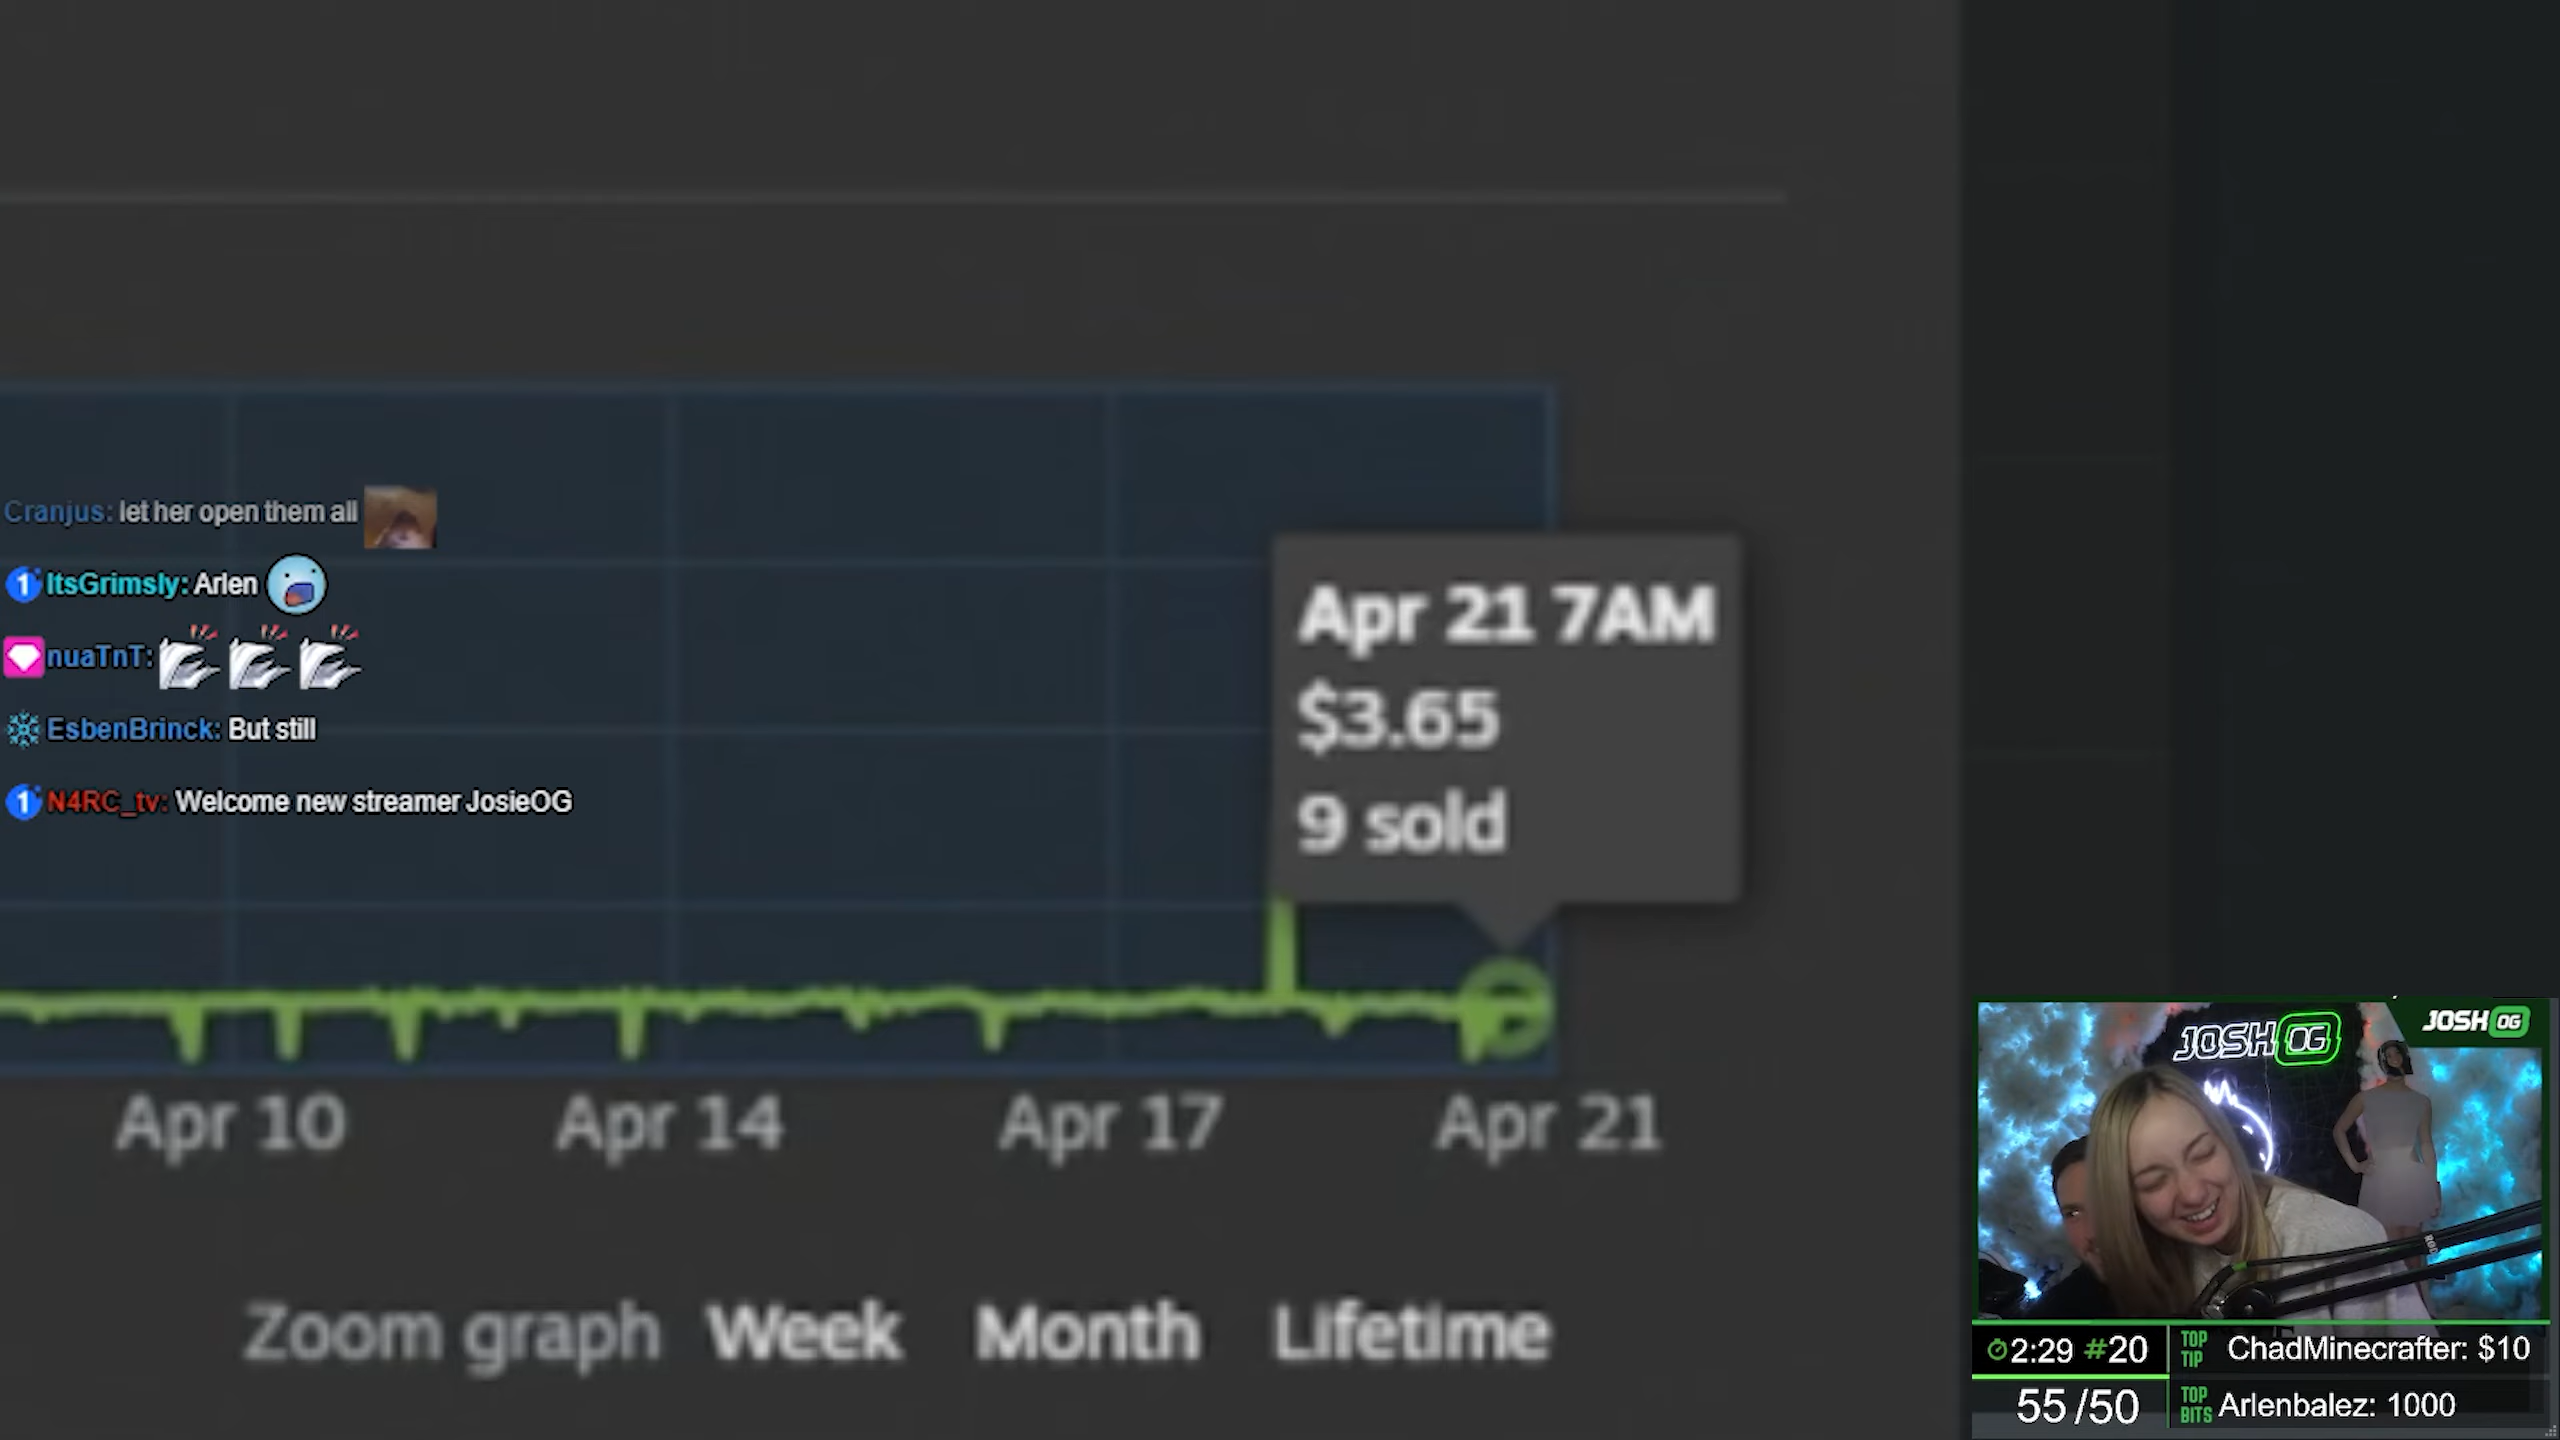 Cranjus: let her open them all
ItsGrimsly: Arlen
nuaTnT:
EsbenBrinck: But still
N4RC_tv: Welcome new streamer JosieOG
Apr 21 7AM
$3.65
9 sold
Apr 10
Apr 14
Apr 17
Apr 21
Zoom graph Week Month Lifetime
JOSH OG
JOSH OG
2:29 #20
TOP TIP ChadMinecrafter: $10
55 /50
TOP BITS Arlenbalez: 1000